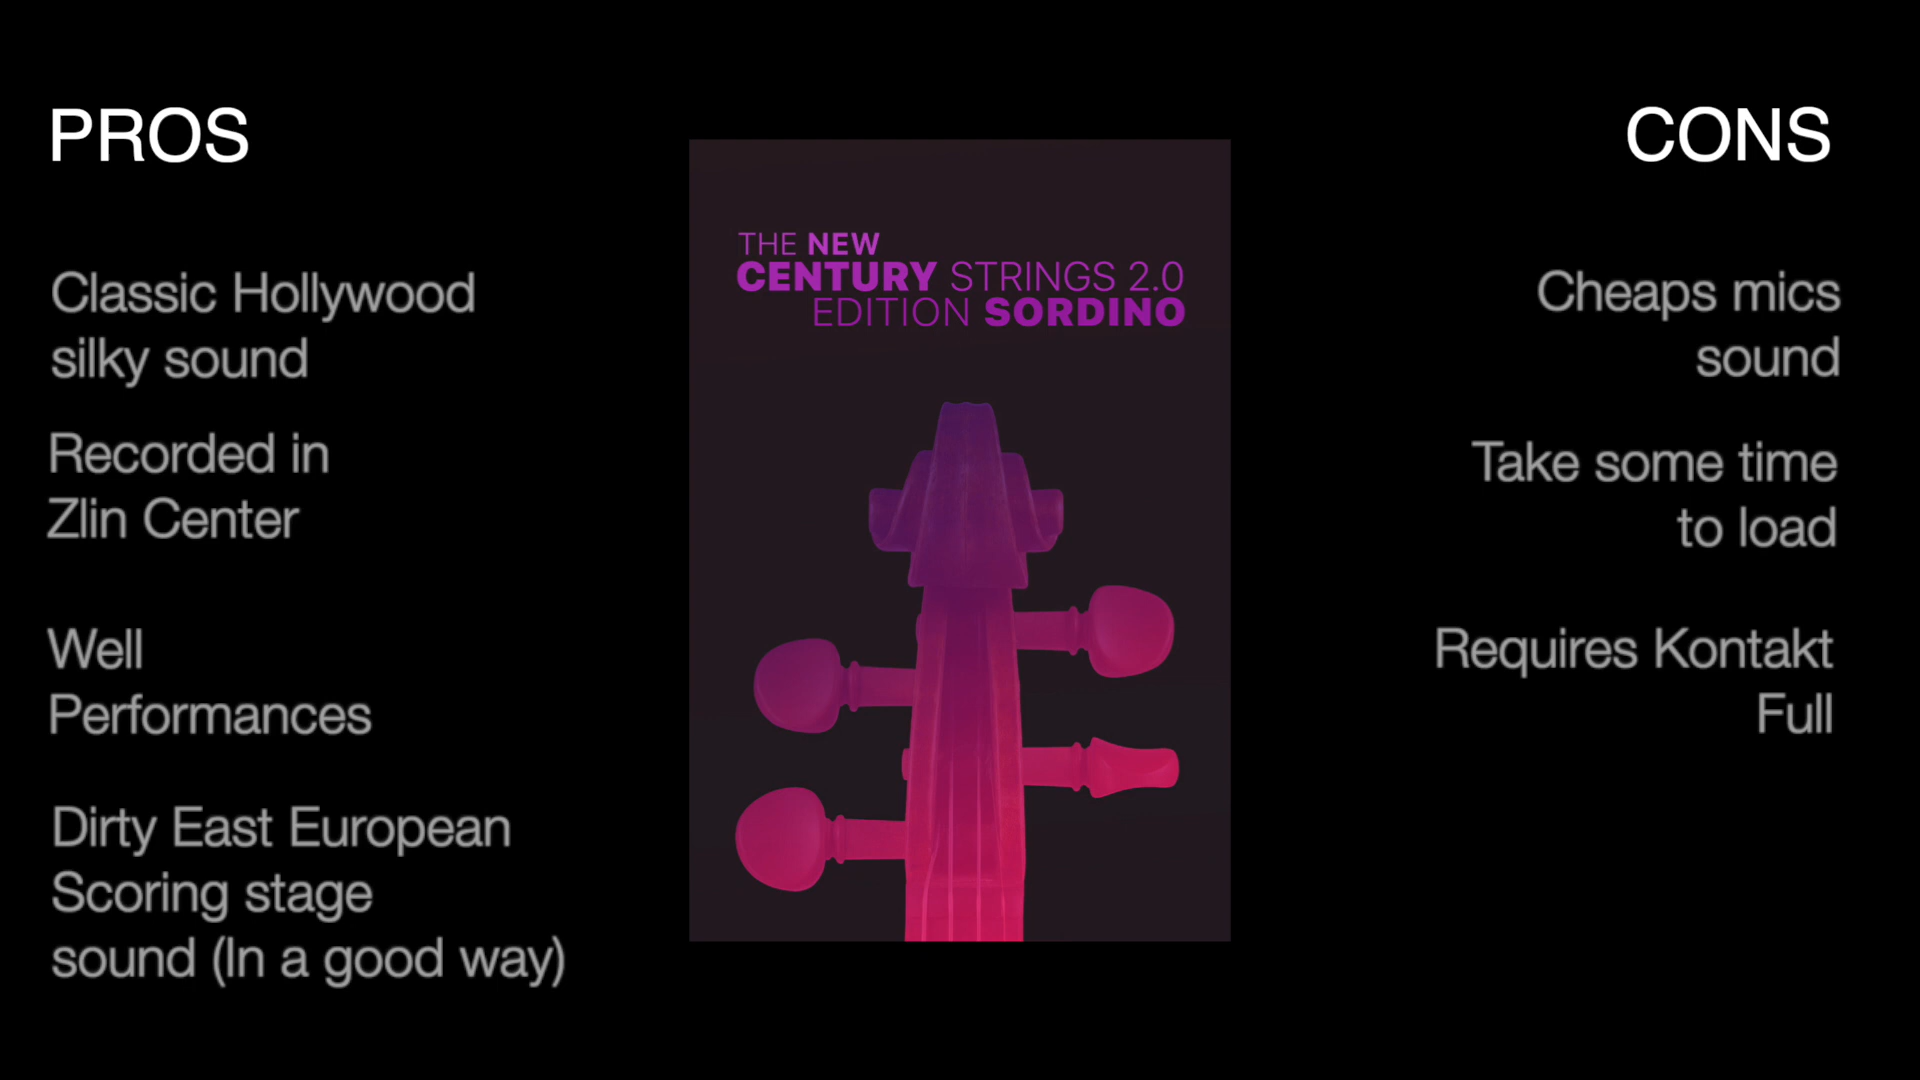 PROS
Classic Hollywood
silky sound
Recorded in
Zlin Center
Well
Performances
Dirty East European
Scoring stage
sound (In a good way)
THE NEW
CENTURY STRINGS 2.0
EDITION SORDINO
CONS
Cheaps mics
sound
Take some time
to load
Requires Kontakt
Full